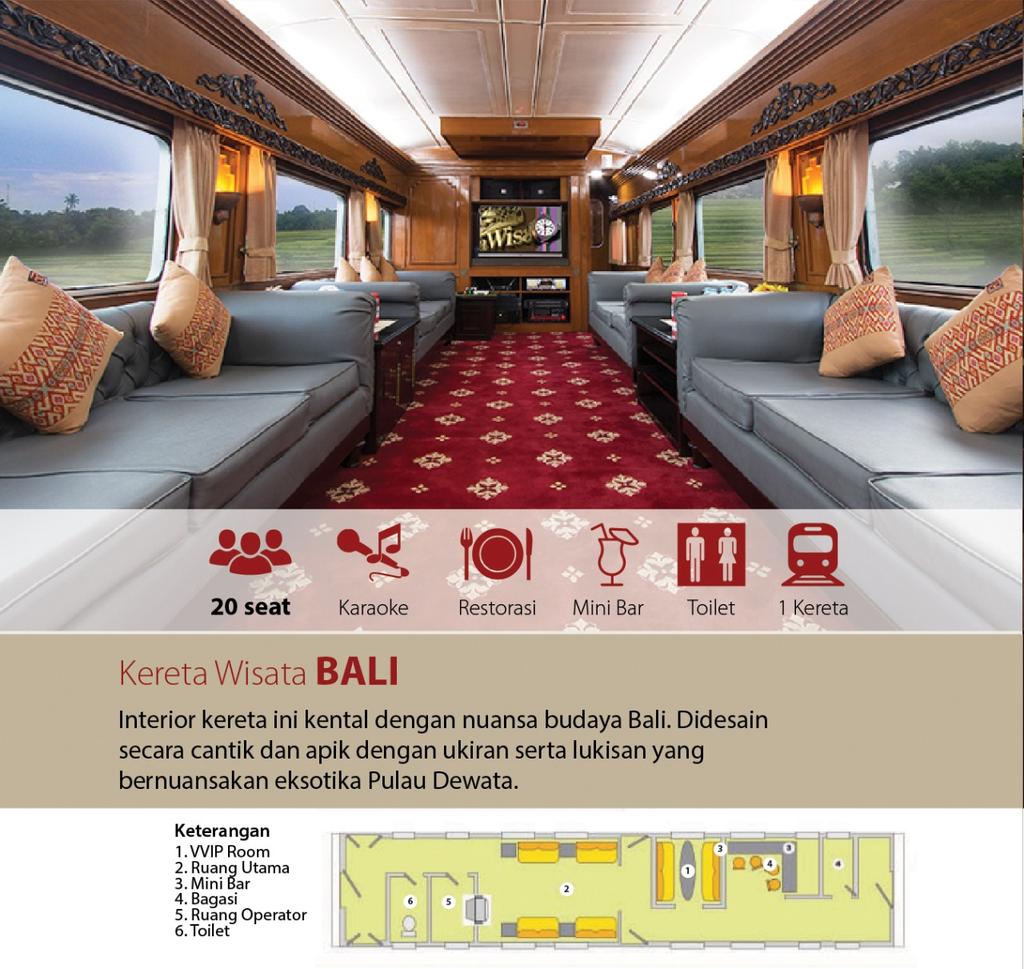 Wisa
20 seat
Karaoke
Restorasi
Mini Bar
Toilet
1 Kereta
Kereta Wisata BALI
Interior kereta ini kental dengan nuansa budaya Bali. Didesain
secara cantik dan apik dengan ukiran serta lukisan yang
bernuansakan eksotika Pulau Dewata.
Keterangan
1. VVIP Room
2. Ruang Utama
3. Mini Bar
4. Bagasi
5. Ruang Operator
6. Toilet
1
3
4
3
4
2
6
5